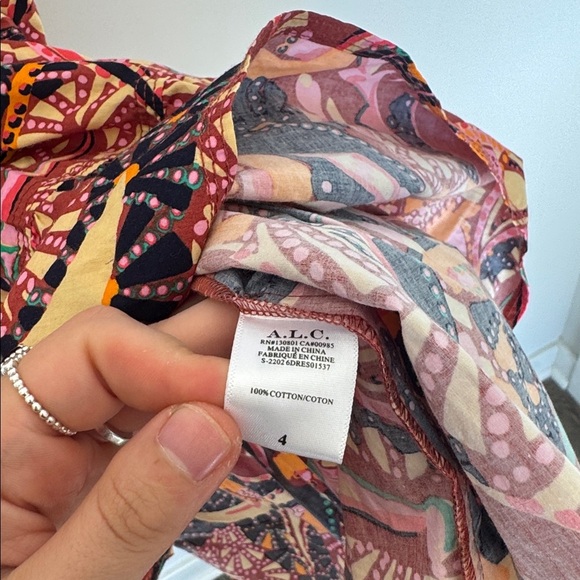 A.L.C.
RN#130801 CA#00985
MADE IN CHINA
FABRIQUÉ EN CHINE
S-2202 6DRES01537
100% COTTON/COTON
4